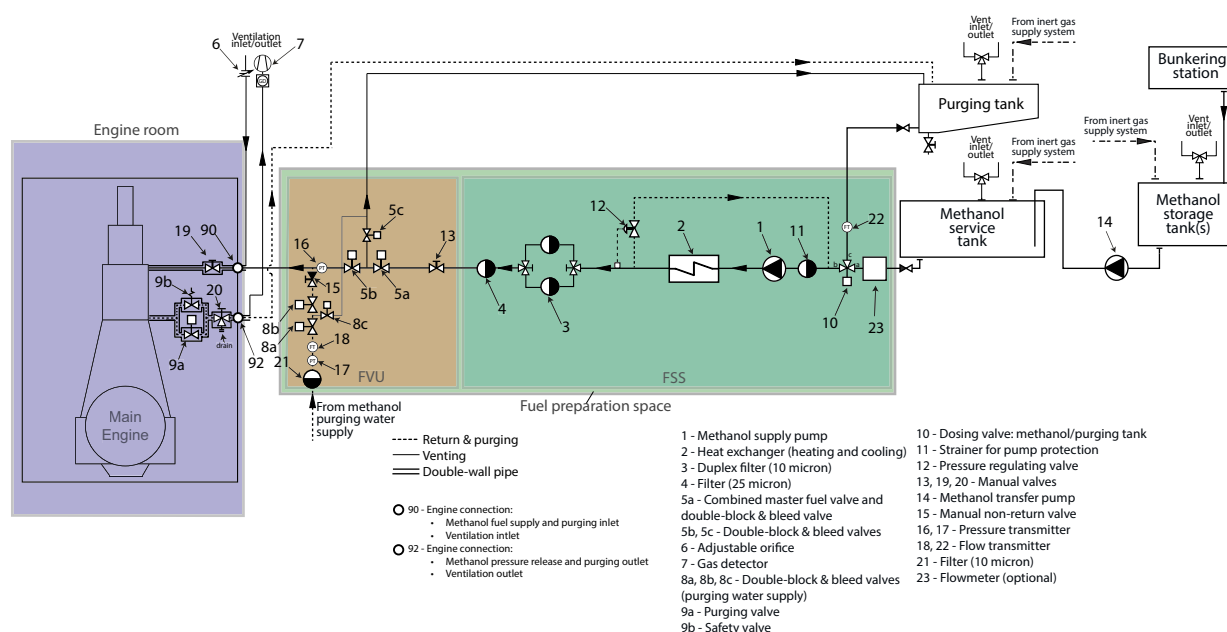 6
Ventilation
inlet/outlet
7
GD
Vent
inlet/
outlet
From inert gas
supply system
Bunkering
station
Purging tank
From inert gas
supply system
Vent
inlet/
outlet
Engine room
Vent
inlet/
outlet
From inert gas
supply system
Methanol
service
tank
Methanol
storage
tank(s)
14
19
90
16
PT
5c
13
12
2
1
11
22
FT
c
b
a
5b
5a
4
3
10
23
15
9b
20
8b
8a
8c
drain
9a
92
18
FT
17
PT
21
FVU
FSS
Fuel preparation space
Main
Engine
From methanol
purging water
supply
Return & purging
Venting
Double-wall pipe
90 - Engine connection:
• Methanol fuel supply and purging inlet
• Ventilation intlet
92 - Engine connection:
• Methanol pressure release and purging outlet
• Ventilation outlet
1 - Methanol supply pump
2 - Heat exchanger (heating and cooling)
3 - Duplex filter (10 micron)
4 - Filter (25 micron)
5a - Combined master fuel valve and
double-block & bleed valve
5b, 5c - Double-block & bleed valves
6 - Adjustable orifice
7 - Gas detector
8a, 8b, 8c - Double-block & bleed valves
(purging water supply)
9a - Purging valve
9b - Safety valve
10 - Dosing valve: methanol/purging tank
11 - Strainer for pump protection
12 - Pressure regulating valve
13, 19, 20 - Manual valves
14 - Methanol transfer pump
15 - Manual non-return valve
16, 17 - Pressure transmitter
18, 22 - Flow transmitter
21 - Filter (10 micron)
23 - Flowmeter (optional)